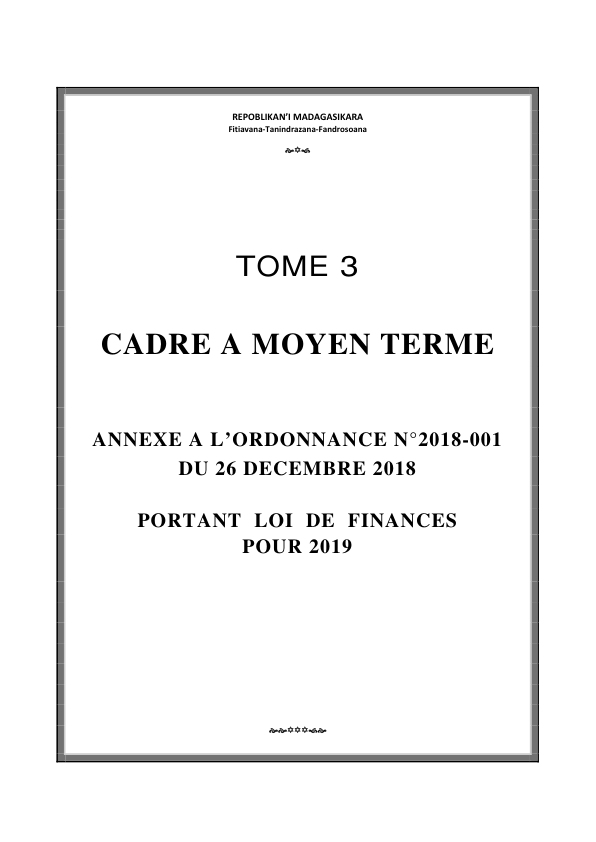 REPOBLIKAN'I MADAGASIKARA
Fitiavana-Tanindrazana-Fandrosoana
TOME 3
CADRE A MOYEN TERME
ANNEXE A L'ORDONNANCE N°2018-001
DU 26 DECEMBRE 2018
PORTANT LOI DE FINANCES
POUR 2019